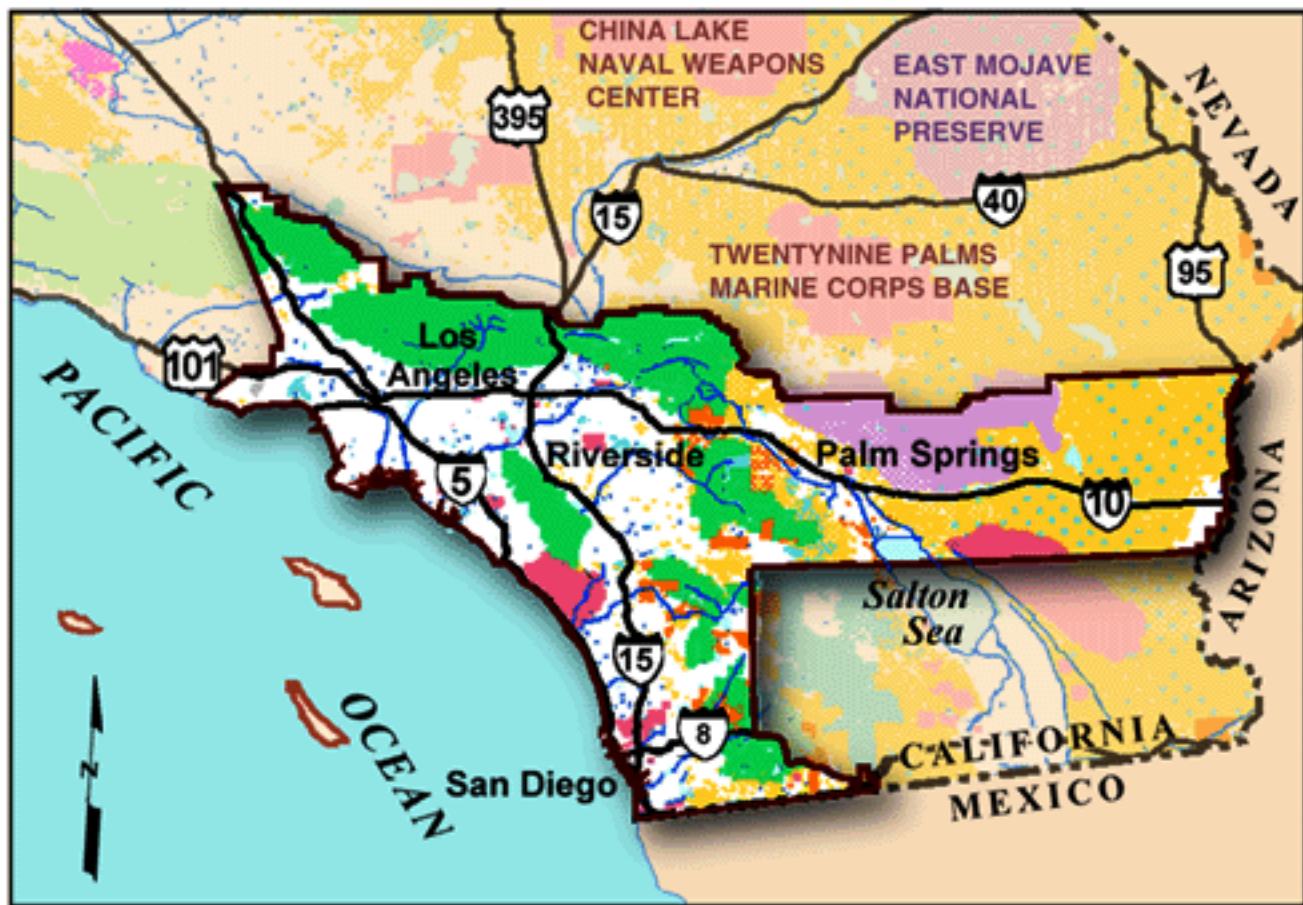 CHINA LAKE
NAVAL WEAPONS
CENTER
EAST MOJAVE
NATIONAL
PRESERVE
NEVADA
395
15
40
TWENTYNINE PALMS
MARINE CORPS BASE
95
101
Los
Angeles
PACIFIC
OCEAN
Riverside
Palm Springs
5
10
ARIZONA
Salton
Sea
15
8
San Diego
CALIFORNIA
MEXICO
N